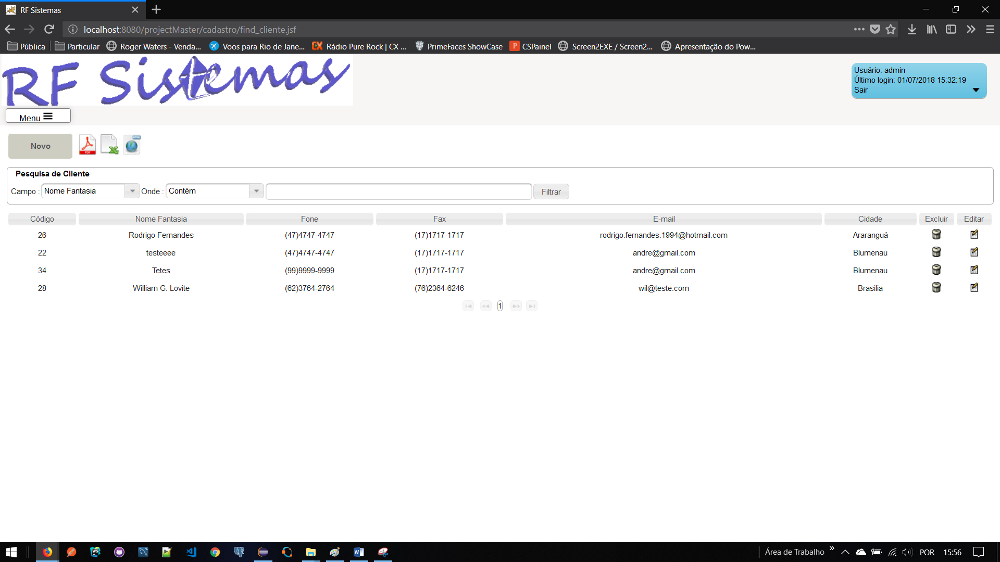 RF Sistemas
localhost:8080/projectMaster/cadastro/find_cliente.jsf
Pública Particular Roger Waters - Venda... Voos para Rio de Jane... CX Rádio Pure Rock | CX ... PrimeFaces ShowCase P CSPainel Screen2EXE / Screen2... Apresentação do Pow...
RF Sistemas
Usuário: admin
Último login: 01/07/2018 15:32:19
Sair
Menu
Novo PDF
Pesquisa de Cliente
Campo : Nome Fantasia Onde : Contém Filtrar
Código Nome Fantasia Fone Fax E-mail Cidade Excluir Editar
26 Rodrigo Fernandes (47)4747-4747 (17)1717-1717 rodrigo.fernandes.1994@hotmail.com Araranguá
22 testeeee (47)4747-4747 (17)1717-1717 andre@gmail.com Blumenau
34 Tetes (99)9999-9999 (17)1717-1717 andre@gmail.com Blumenau
28 William G. Lovite (62)3764-2764 (76)2364-6246 wil@teste.com Brasilia
1
WS Área de Trabalho POR 15:56